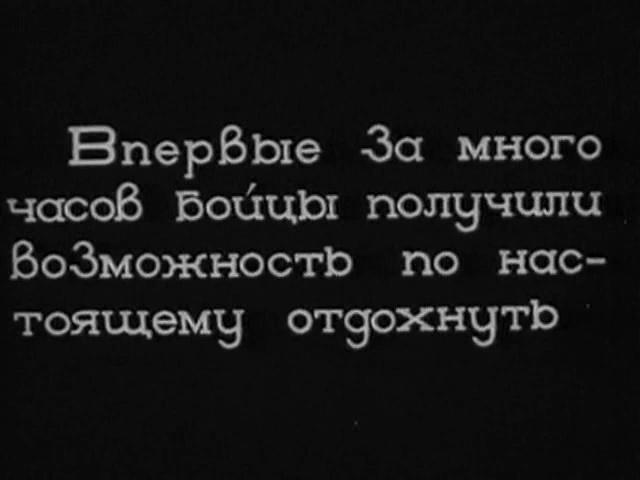 Впервые За много
часов бойцы получили
возможность по нас-
тоящему отдохнуть